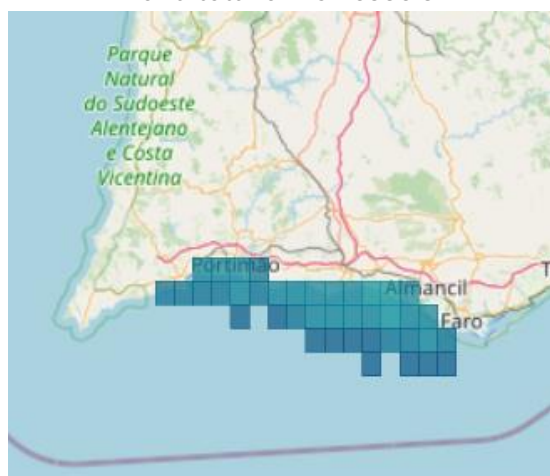 Parque
Natural
do Sudoeste
Alentejano
e Costa
Vicentina
Portimão
Almancil
Faro